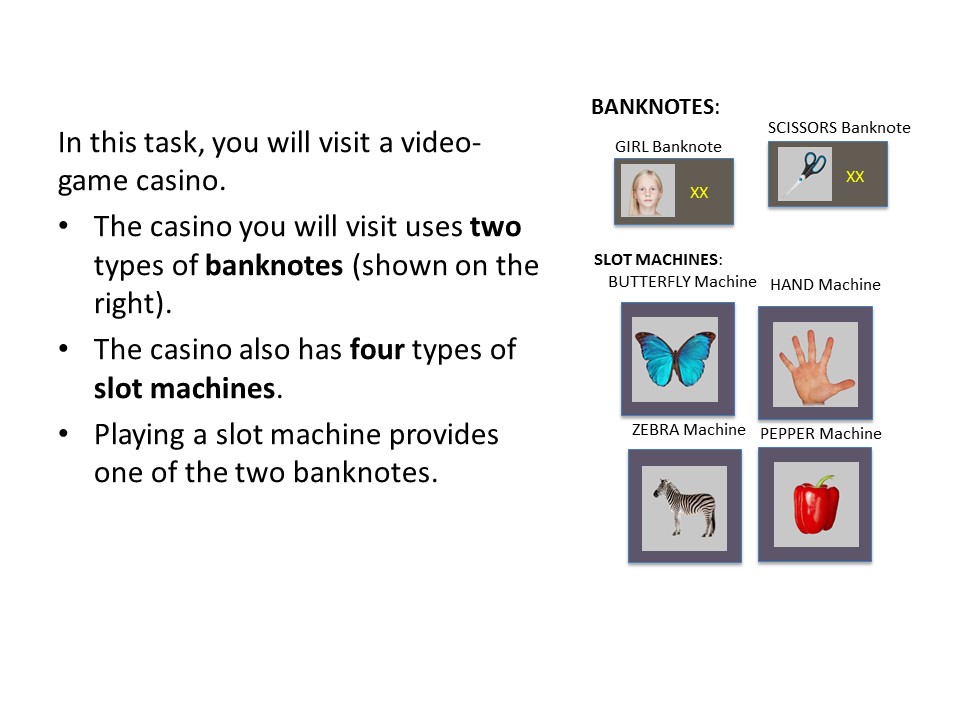 In this task, you will visit a video-
game casino.
• The casino you will visit uses two
types of banknotes (shown on the
right).
• The casino also has four types of
slot machines.
• Playing a slot machine provides
one of the two banknotes.
BANKNOTES:
GIRL Banknote
XX
SCISSORS Banknote
XX
SLOT MACHINES:
BUTTERFLY Machine
HAND Machine
ZEBRA Machine
PEPPER Machine